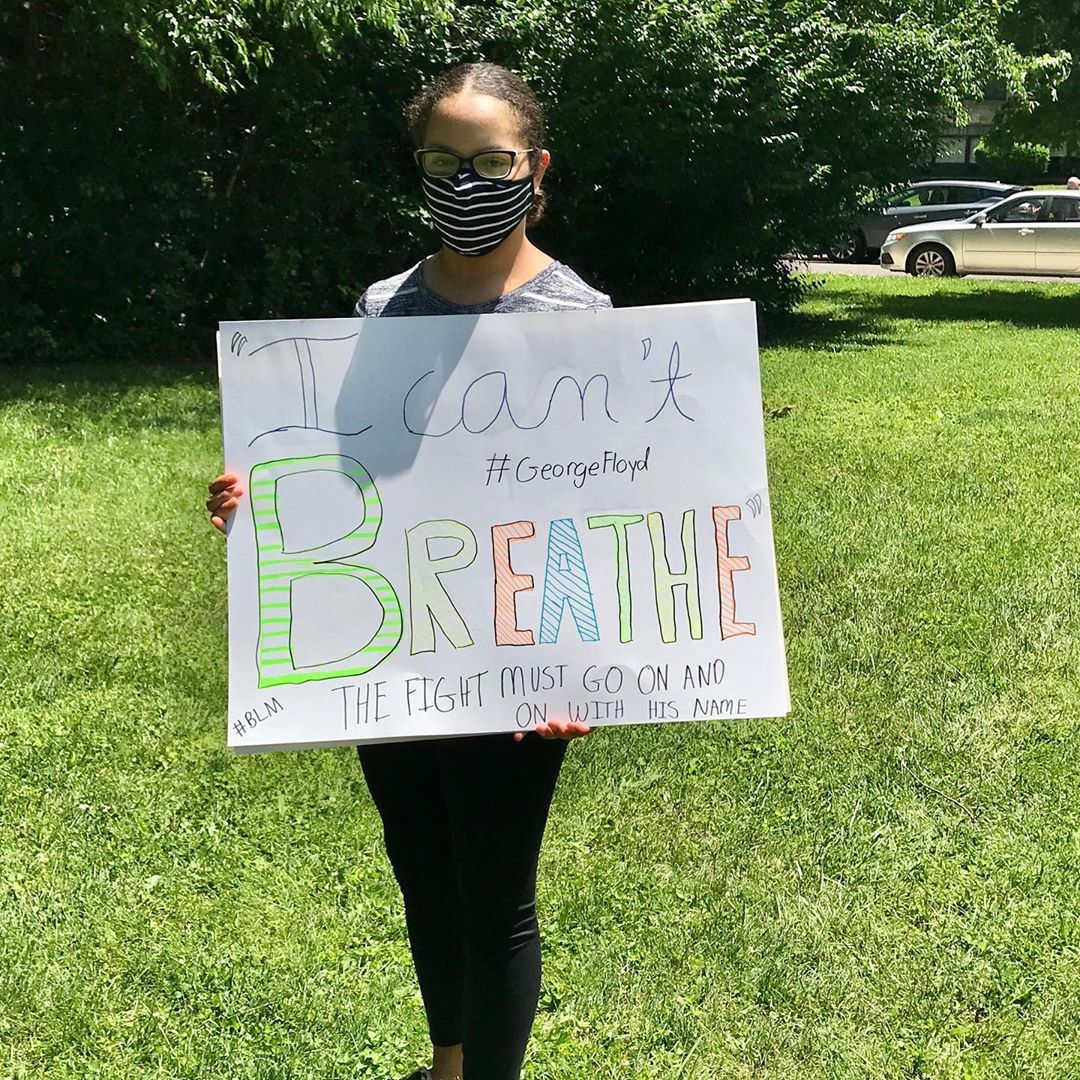 "I can't
#GeorgeFloyd
BREATHE"
THE FIGHT MUST GO ON AND
ON WITH HIS NAME
#BLM